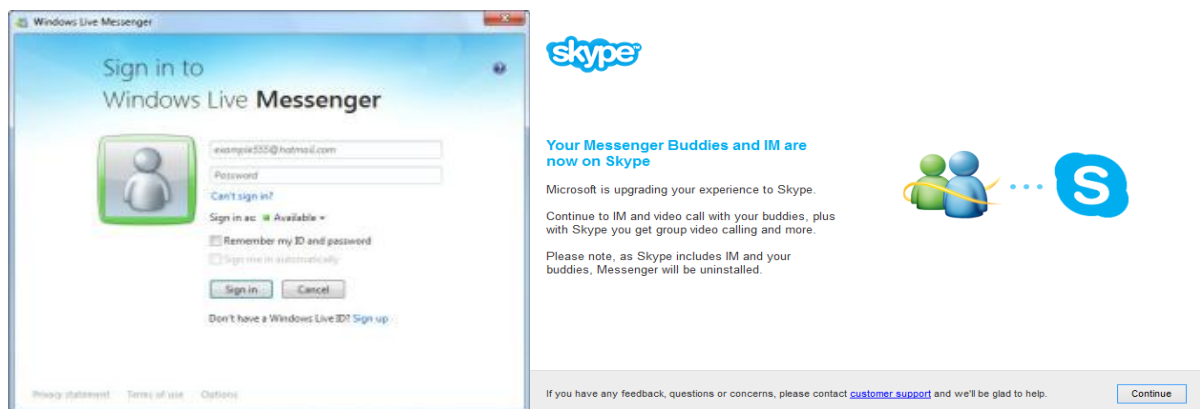 Windows Live Messenger
Sign in to
Windows Live Messenger
example555@hotmail.com
Password
Can't sign in?
Sign in as: Available
Remember my ID and password
Sign me in automatically
Sign in Cancel
Don't have a Windows Live ID? Sign up
Privacy statement Terms of use Options
skype™
Your Messenger Buddies and IM are
now on Skype
Microsoft is upgrading your experience to Skype.
Continue to IM and video call with your buddies, plus
with Skype you get group video calling and more.
Please note, as Skype includes IM and your
buddies, Messenger will be uninstalled.
S
If you have any feedback, questions or concerns, please contact customer support and we'll be glad to help.
Continue